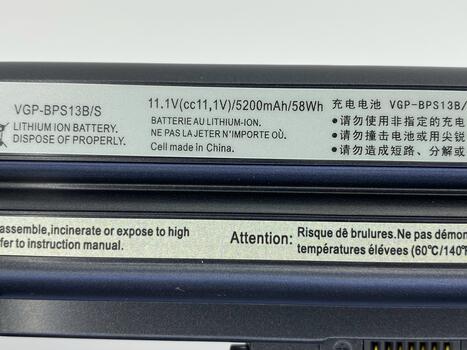 VGP-BPS13B/S
LITHIUM ION BATTERY.
DISPOSE OF PROPERLY.
11.1V(cc11,1V)/5200mAh/58Wh
BATTERIE AU LITHIUM-ION.
NE PAS LA JETER N'IMPORTE OÙ.
Cell made in China.
充电电池 VGP-BPS13B/
●请勿使用非指定的充电
●请勿撞击电池或用尖锐
●请勿造成短路、分解或
assemble,incinerate or expose to high
fer to instruction manual.
Attention:
Risque dê brulures.Ne pas démon
températures élevées (60℃/140°